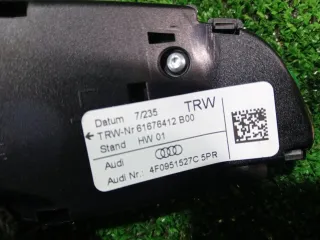 Datum 7/235 TRW
TRW-Nr 61676412 B00
Stand HW 01
Audi
Audi Nr.: 4F0951527C 5PR